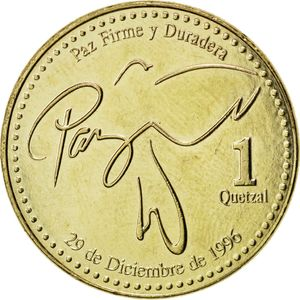 Paz Firme y Duradera
Paz
1
Quetzal
29 de Diciembre de 1996